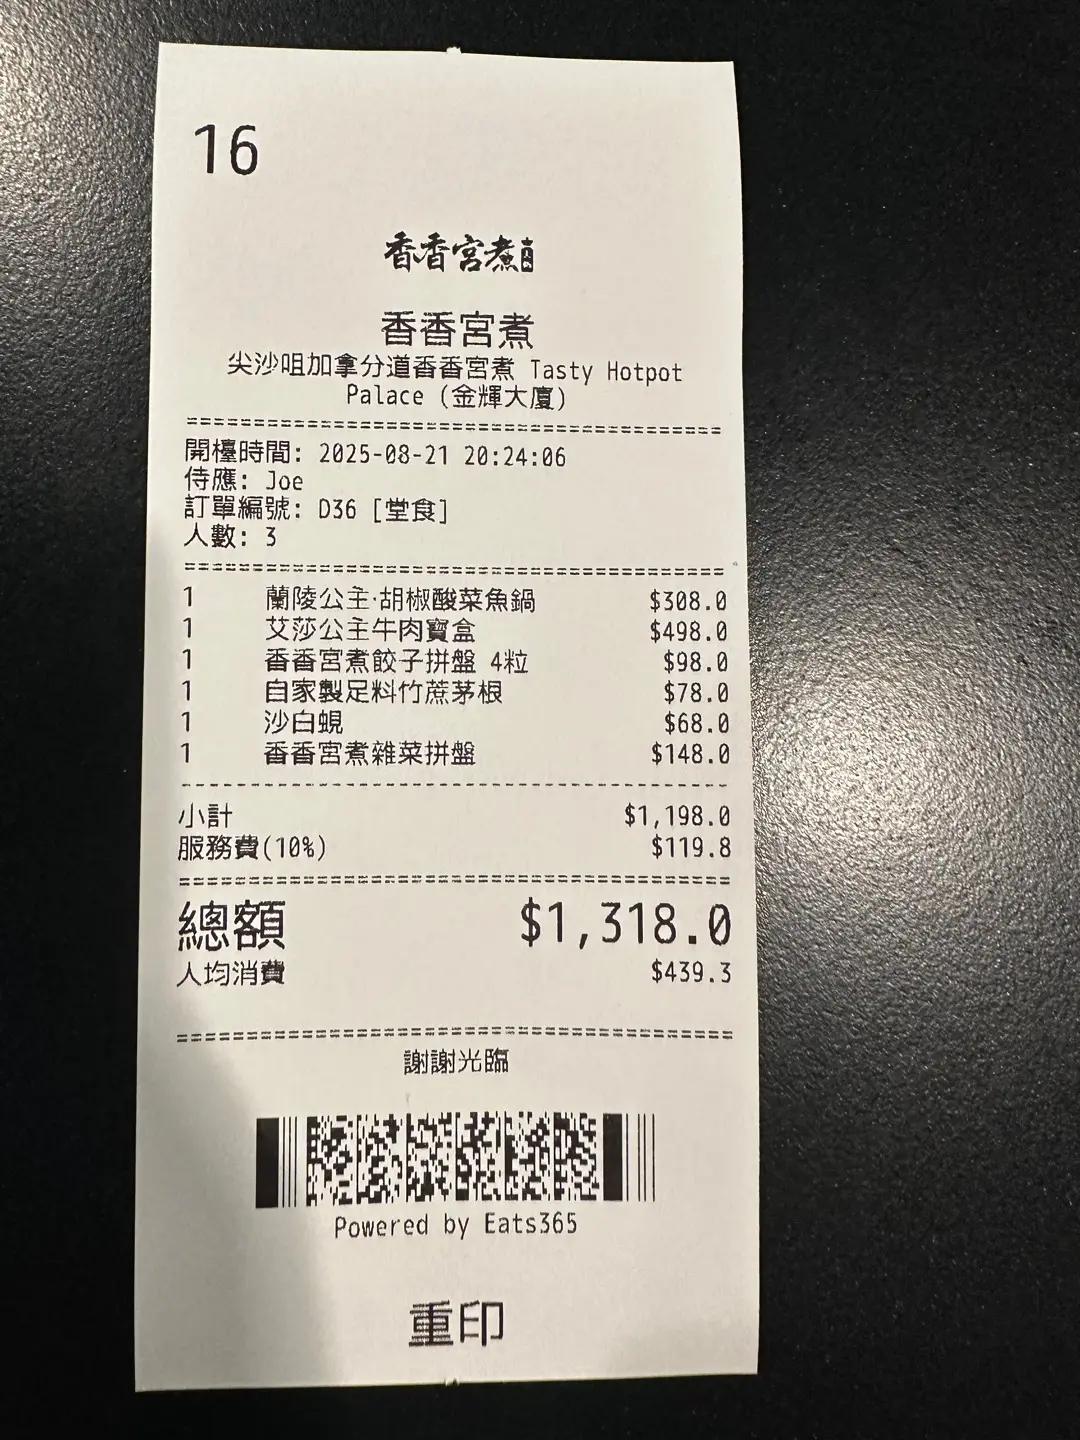 16
香香宮煮
香香宮煮
尖沙咀加拿分道香香宮煮 Tasty Hotpot
Palace (金輝大廈)
開檯時間: 2025-08-21 20:24:06
侍應: Joe
訂單編號: D36 [堂食]
人數: 3
1 蘭陵公主·胡椒酸菜魚鍋 $308.0
1 艾莎公主牛肉寶盒 $498.0
1 香香宮煮餃子拼盤 4粒 $98.0
1 自家製足料竹蔗茅根 $78.0
1 沙白蜆 $68.0
1 香香宮煮雜菜拼盤 $148.0
小計 $1,198.0
服務費(10%) $119.8
總額 $1,318.0
人均消費 $439.3
謝謝光臨
Powered by Eats365
重印